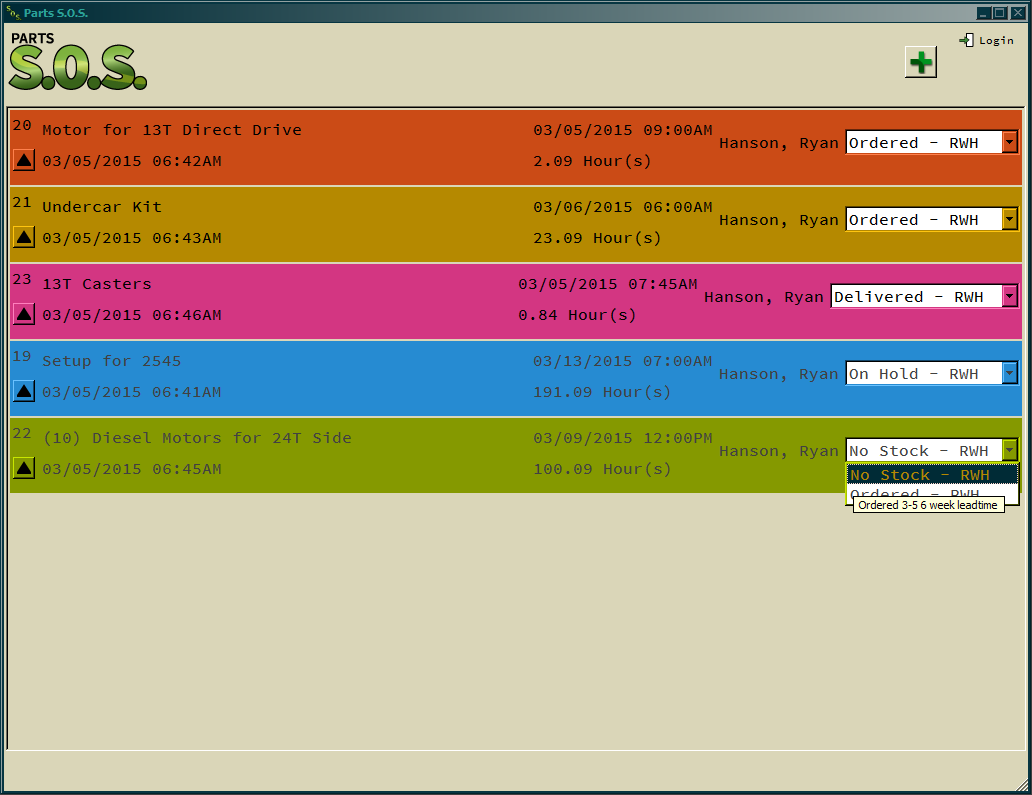 Parts S.O.S.
PARTS
S.O.S.
Login
20 Motor for 13T Direct Drive 03/05/2015 09:00AM
Hanson, Ryan Ordered - RWH
03/05/2015 06:42AM 2.09 Hour(s)
21 Undercar Kit 03/06/2015 06:00AM
Hanson, Ryan Ordered - RWH
03/05/2015 06:43AM 23.09 Hour(s)
23 13T Casters 03/05/2015 07:45AM
Hanson, Ryan Delivered - RWH
03/05/2015 06:46AM 0.84 Hour(s)
19 Setup for 2545 03/13/2015 07:00AM
Hanson, Ryan On Hold - RWH
03/05/2015 06:41AM 191.09 Hour(s)
22 (10) Diesel Motors for 24T Side 03/09/2015 12:00PM
Hanson, Ryan No Stock - RWH
03/05/2015 06:45AM 100.09 Hour(s)
No Stock - RWH
Ordered - RWH
Ordered 3-5 6 week leadtime